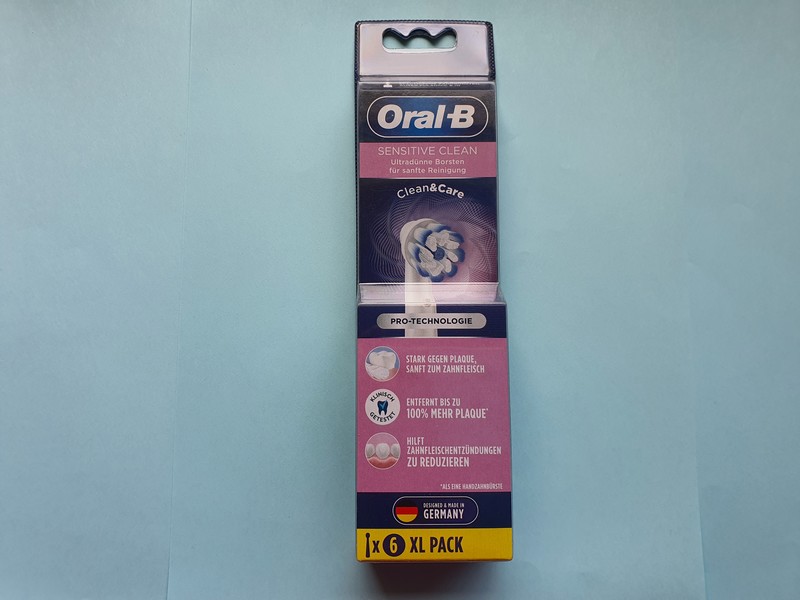 Oral-B
SENSITIVE CLEAN
Ultradünne Borsten
für sanfte Reinigung
Clean&Care
PRO-TECHNOLOGIE
STARK GEGEN PLAQUE,
SANFT ZUM ZAHNFLEISCH
KLINISCH
GETESTET
ENTFERNT BIS ZU
100% MEHR PLAQUE*
HILFT
ZAHNFLEISCHENTZÜNDUNGEN
ZU REDUZIEREN
*ALS EINE HANDZAHNBÜRSTE
DESIGNED & MADE IN
GERMANY
x 6 XL PACK